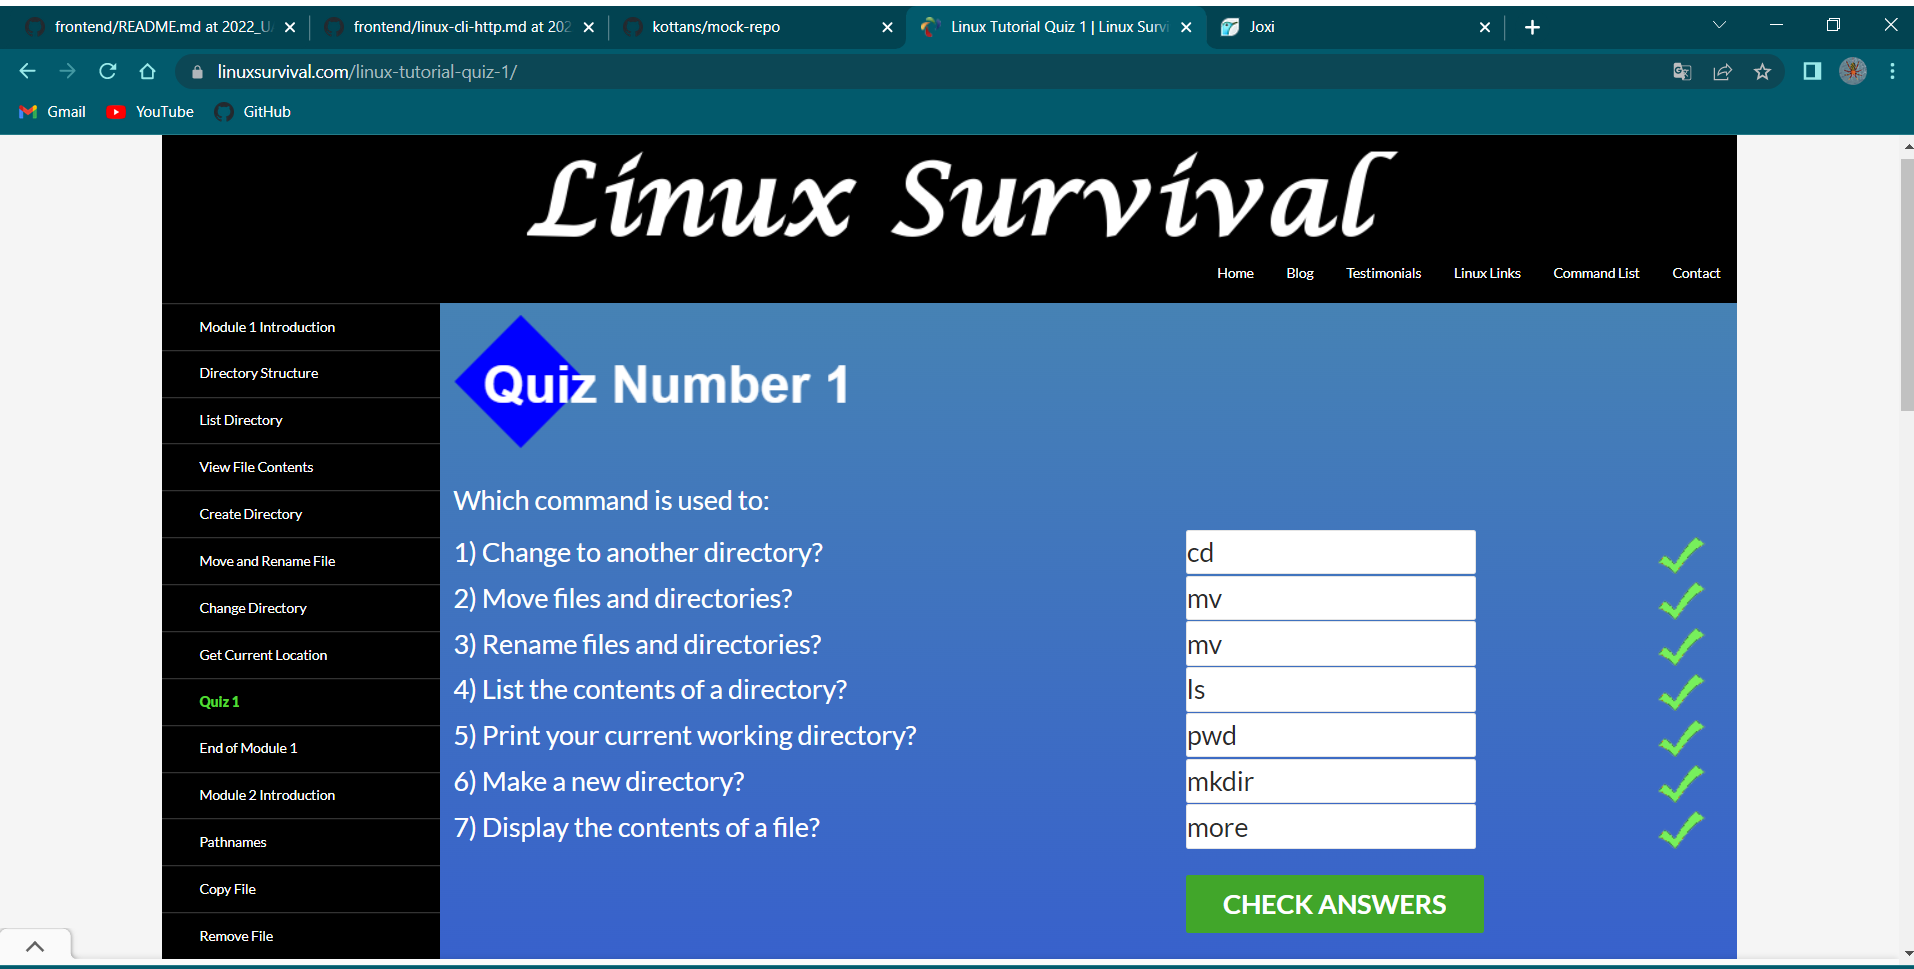 frontend/README.md at 2022_U
frontend/linux-cli-http.md at 202
kottans/mock-repo
Linux Tutorial Quiz 1 | Linux Survi
Joxi
linuxsurvival.com/linux-tutorial-quiz-1/
Gmail
YouTube
GitHub
Linux Survival
Home
Blog
Testimonials
Linux Links
Command List
Contact
Module 1 Introduction
Directory Structure
List Directory
View File Contents
Create Directory
Move and Rename File
Change Directory
Get Current Location
Quiz 1
End of Module 1
Module 2 Introduction
Pathnames
Copy File
Remove File
Quiz Number 1
Which command is used to:
1) Change to another directory? cd
2) Move files and directories? mv
3) Rename files and directories? mv
4) List the contents of a directory? ls
5) Print your current working directory? pwd
6) Make a new directory? mkdir
7) Display the contents of a file? more
CHECK ANSWERS